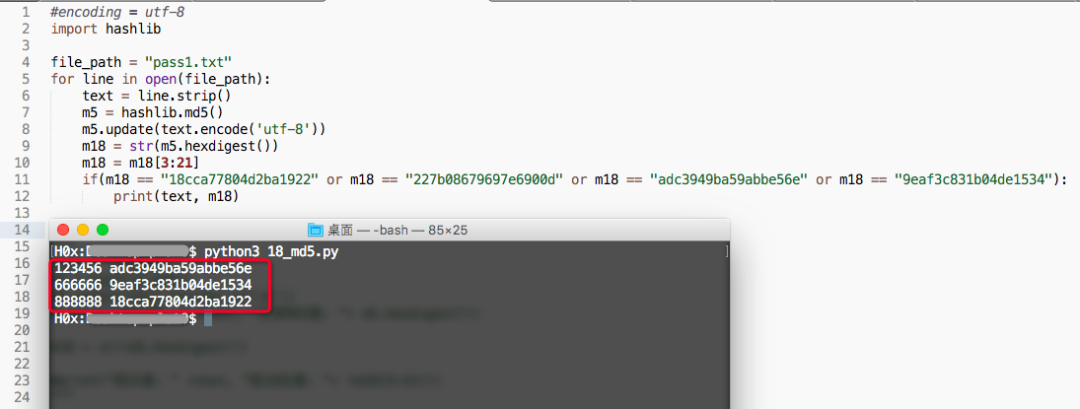 1 #encoding = utf-8
2 import hashlib
3
4 file_path = "pass1.txt"
5 for line in open(file_path):
6 text = line.strip()
7 m5 = hashlib.md5()
8 m5.update(text.encode('utf-8'))
9 m18 = str(m5.hexdigest())
10 m18 = m18[3:21]
11 if(m18 == "18cca77804d2ba1922" or m18 == "227b08679697e6900d" or m18 == "adc3949ba59abbe56e" or m18 == "9eaf3c831b04de1534"):
12 print(text, m18)
13
14
15
16
17
18
19
20
21
22
23
24
桌面 — -bash — 85×25
H0x: $ python3 18_md5.py
123456 adc3949ba59abbe56e
666666 9eaf3c831b04de1534
888888 18cca77804d2ba1922
H0x: $